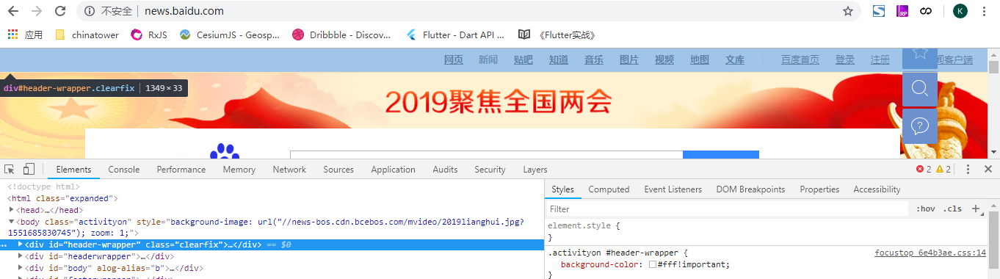 不安全 | news.baidu.com K
应用 chinatower RxJS CesiumJS - Geosp... Dribbble - Discov... Flutter - Dart API ... 《Flutter实战》
网页 新闻 贴吧 知道 音乐 图片 视频 地图 文库 百度首页 登录 注册 闻客户端
div#header-wrapper.clearfix | 1349×33
2019聚焦全国两会
Elements Console Performance Memory Network Sources Application Audits Security Layers 2 2
<!doctype html>
<html class="expanded">
<head>…</head>
<body class="activityon" style="background-image: url("//news-bos.cdn.bcebos.com/mvideo/2019lianghui.jpg?
1551685830745"); zoom: 1;">
... <div id="header-wrapper" class="clearfix">…</div> == $0
<div id="headerwrapper">…</div>
<div id="body" alog-alias="b">…</div>
<div id="footerwrapper">…</div>
Styles Computed Event Listeners DOM Breakpoints Properties Accessibility
Filter :hov .cls +
element.style {
}
.activityon #header-wrapper { focustop_6e4b3ae.css:14
background-color: #fff!important;
}